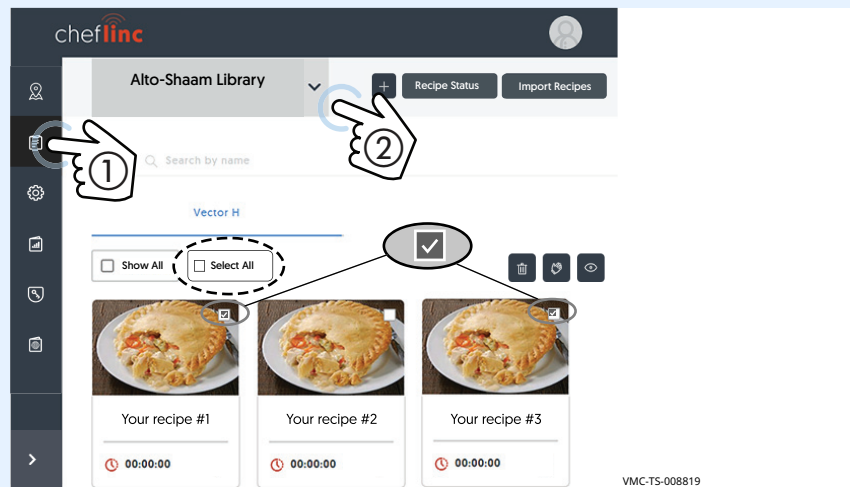 cheflinc
Alto-Shaam Library
+ Recipe Status Import Recipes
1
2
Search by name
Vector H
Show All Select All
Your recipe #1 Your recipe #2 Your recipe #3
00:00:00 00:00:00 00:00:00
VMC-TS-008819